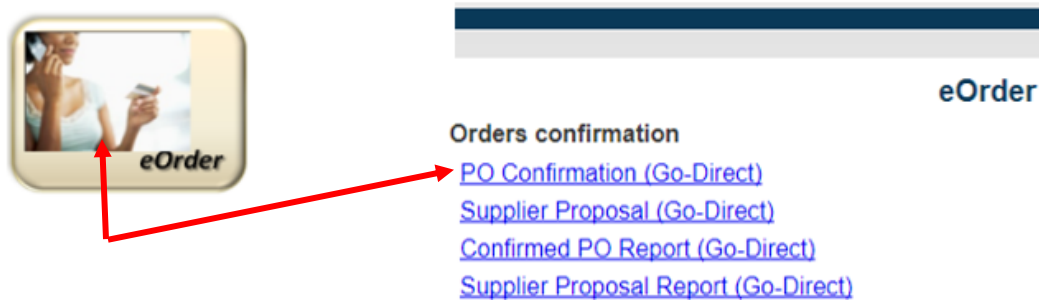 eOrder
eOrder
Orders confirmation
PO Confirmation (Go-Direct)
Supplier Proposal (Go-Direct)
Confirmed PO Report (Go-Direct)
Supplier Proposal Report (Go-Direct)